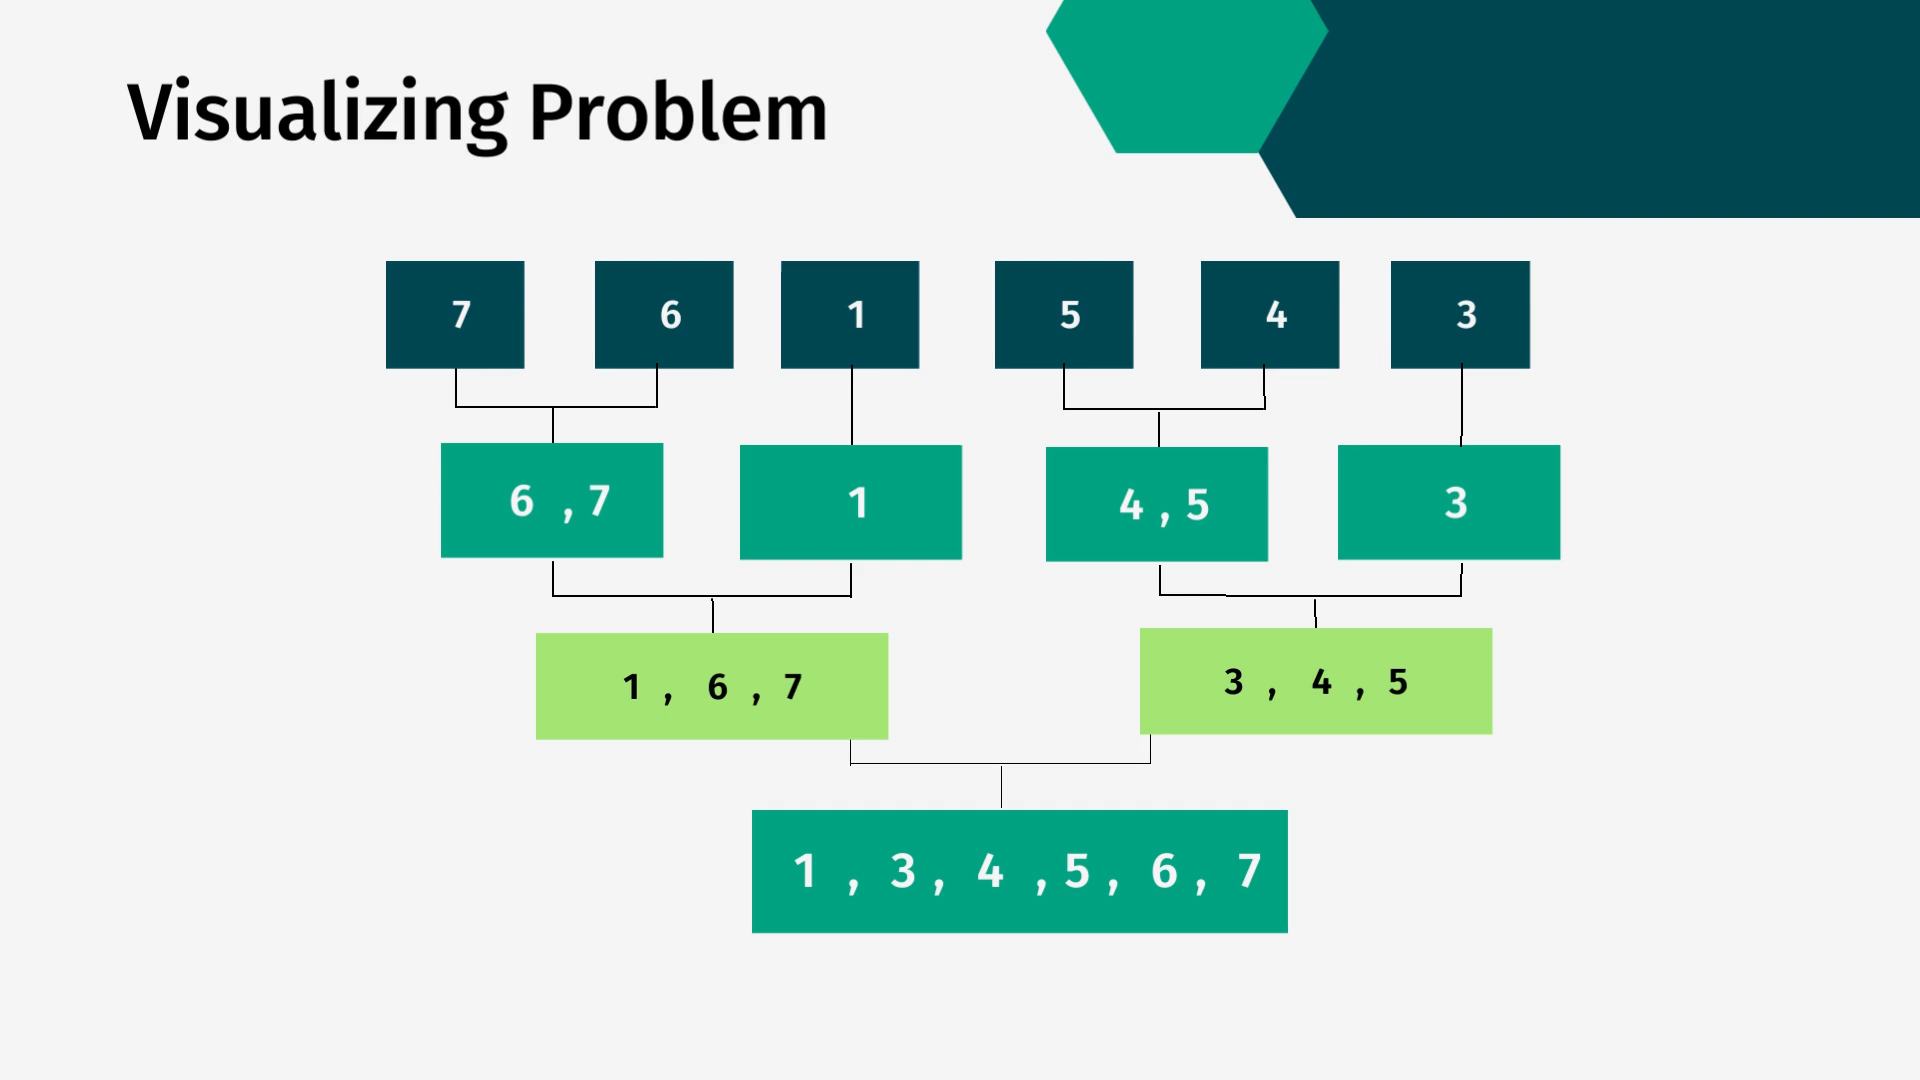 Visualizing Problem
7 6 1 5 4 3
6 , 7 1 4 , 5 3
1 , 6 , 7 3 , 4 , 5
1 , 3 , 4 , 5 , 6 , 7